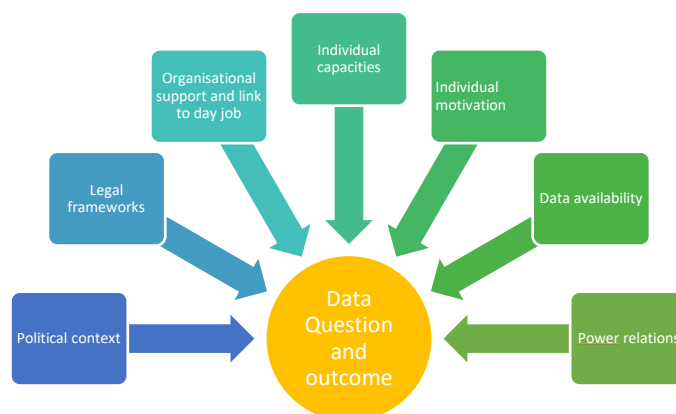 Individual
capacities
Organisational
support and link
to day job
Individual
motivation
Legal
frameworks
Data availability
Data
Question
and
outcome
Political context
Power relations